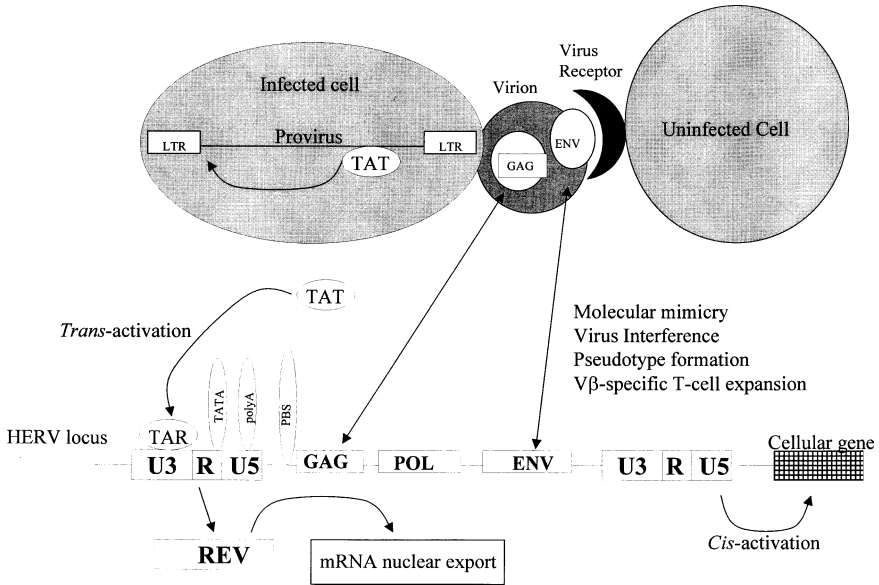 Virus
Receptor
Virion
Infected cell
Uninfected Cell
Provirus
LTR
LTR
TAT
ENV
GAG
TAT
Trans-activation
Molecular mimicry
Virus Interference
Pseudotype formation
Vβ-specific T-cell expansion
TATA
polyA
PBS
HERV locus
TAR
Cellular gene
U3 R U5
GAG
POL
ENV
U3 R U5
REV
mRNA nuclear export
Cis-activation